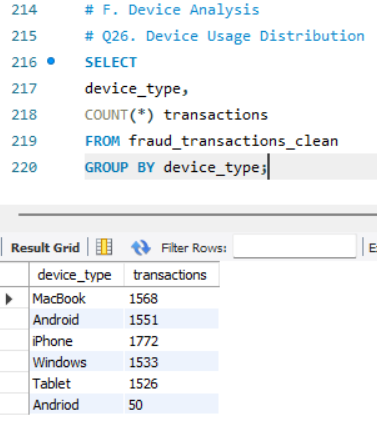 214 # F. Device Analysis
215 # Q26. Device Usage Distribution
216 SELECT
217 device_type,
218 COUNT(*) transactions
219 FROM fraud_transactions_clean
220 GROUP BY device_type;
Result Grid Filter Rows: E
device_type transactions
MacBook 1568
Android 1551
iPhone 1772
Windows 1533
Tablet 1526
Andriod 50